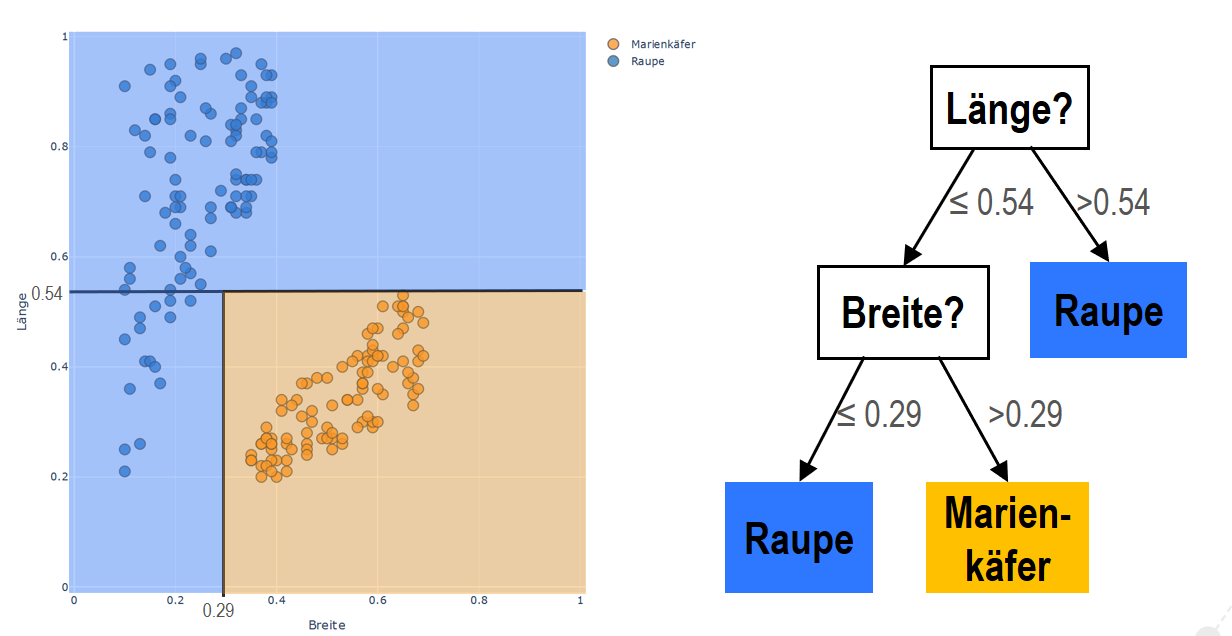 Marienkäfer
Raupe
1
0.8
0.6
0.54
0.4
0.2
0
Länge
0
0.2
0.4
0.6
0.8
1
0.29
Breite
Länge?
≤ 0.54
>0.54
Breite?
Raupe
≤ 0.29
>0.29
Raupe
Marien-
käfer